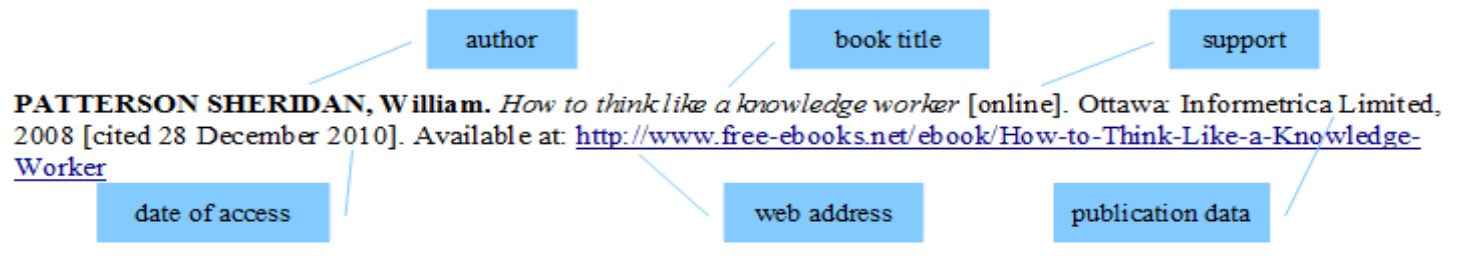 author
book title
support
PATTERSON SHERIDAN, William. How to think like a knowledge worker [online]. Ottawa: Informetrica Limited,
2008 [cited 28 December 2010]. Available at: http://www.free-ebooks.net/ebook/How-to-Think-Like-a-Knowledge-
Worker
date of access
web address
publication data